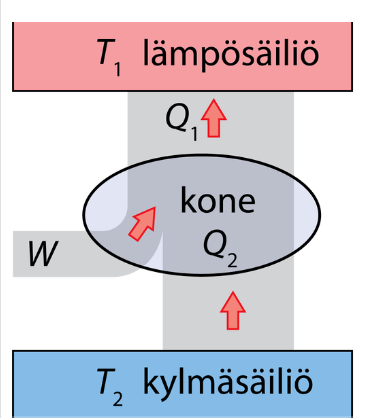 T₁ lämpösäiliö
Q₁
kone
Q₂
W
T₂ kylmäsäiliö